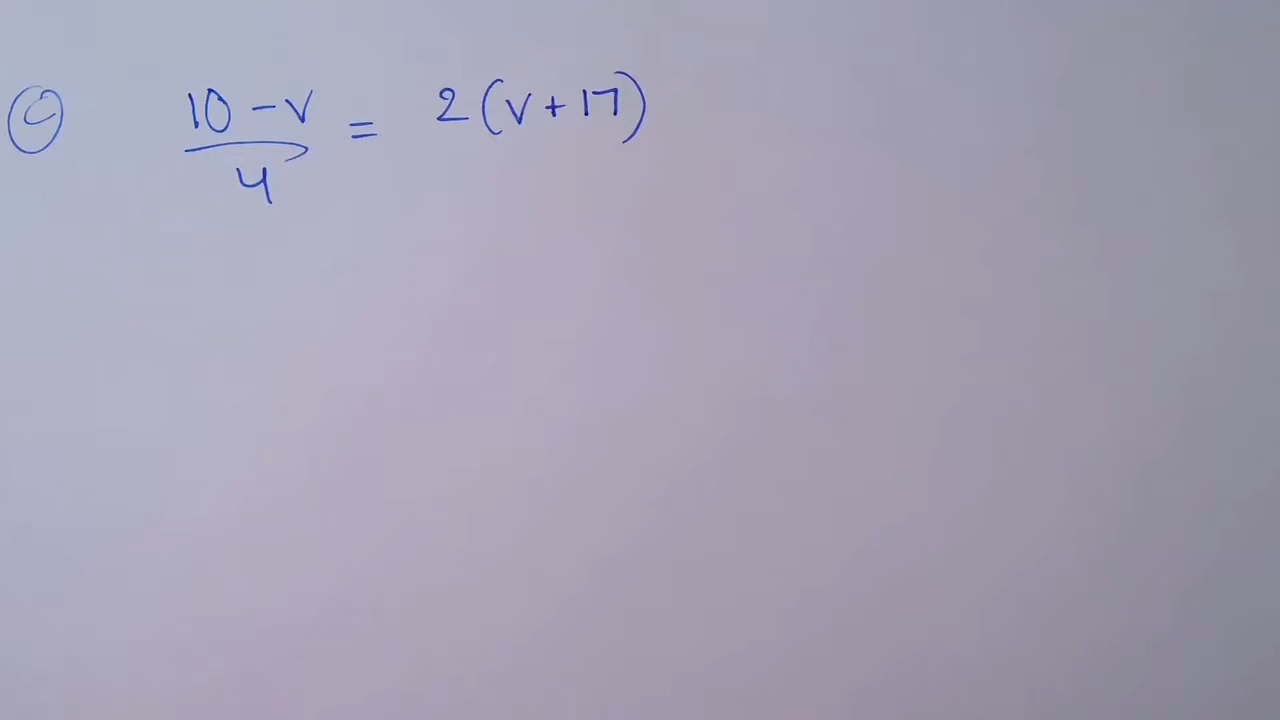 Ⓒ 10 - v / 4 = 2 (v + 17)